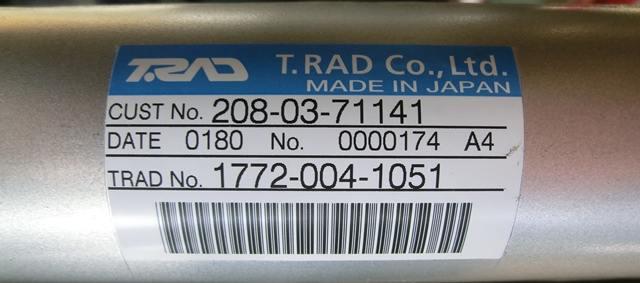 T.RAD T.RAD Co., Ltd.
MADE IN JAPAN
CUST No. 208-03-71141
DATE 0180 No. 0000174 A4
TRAD No. 1772-004-1051